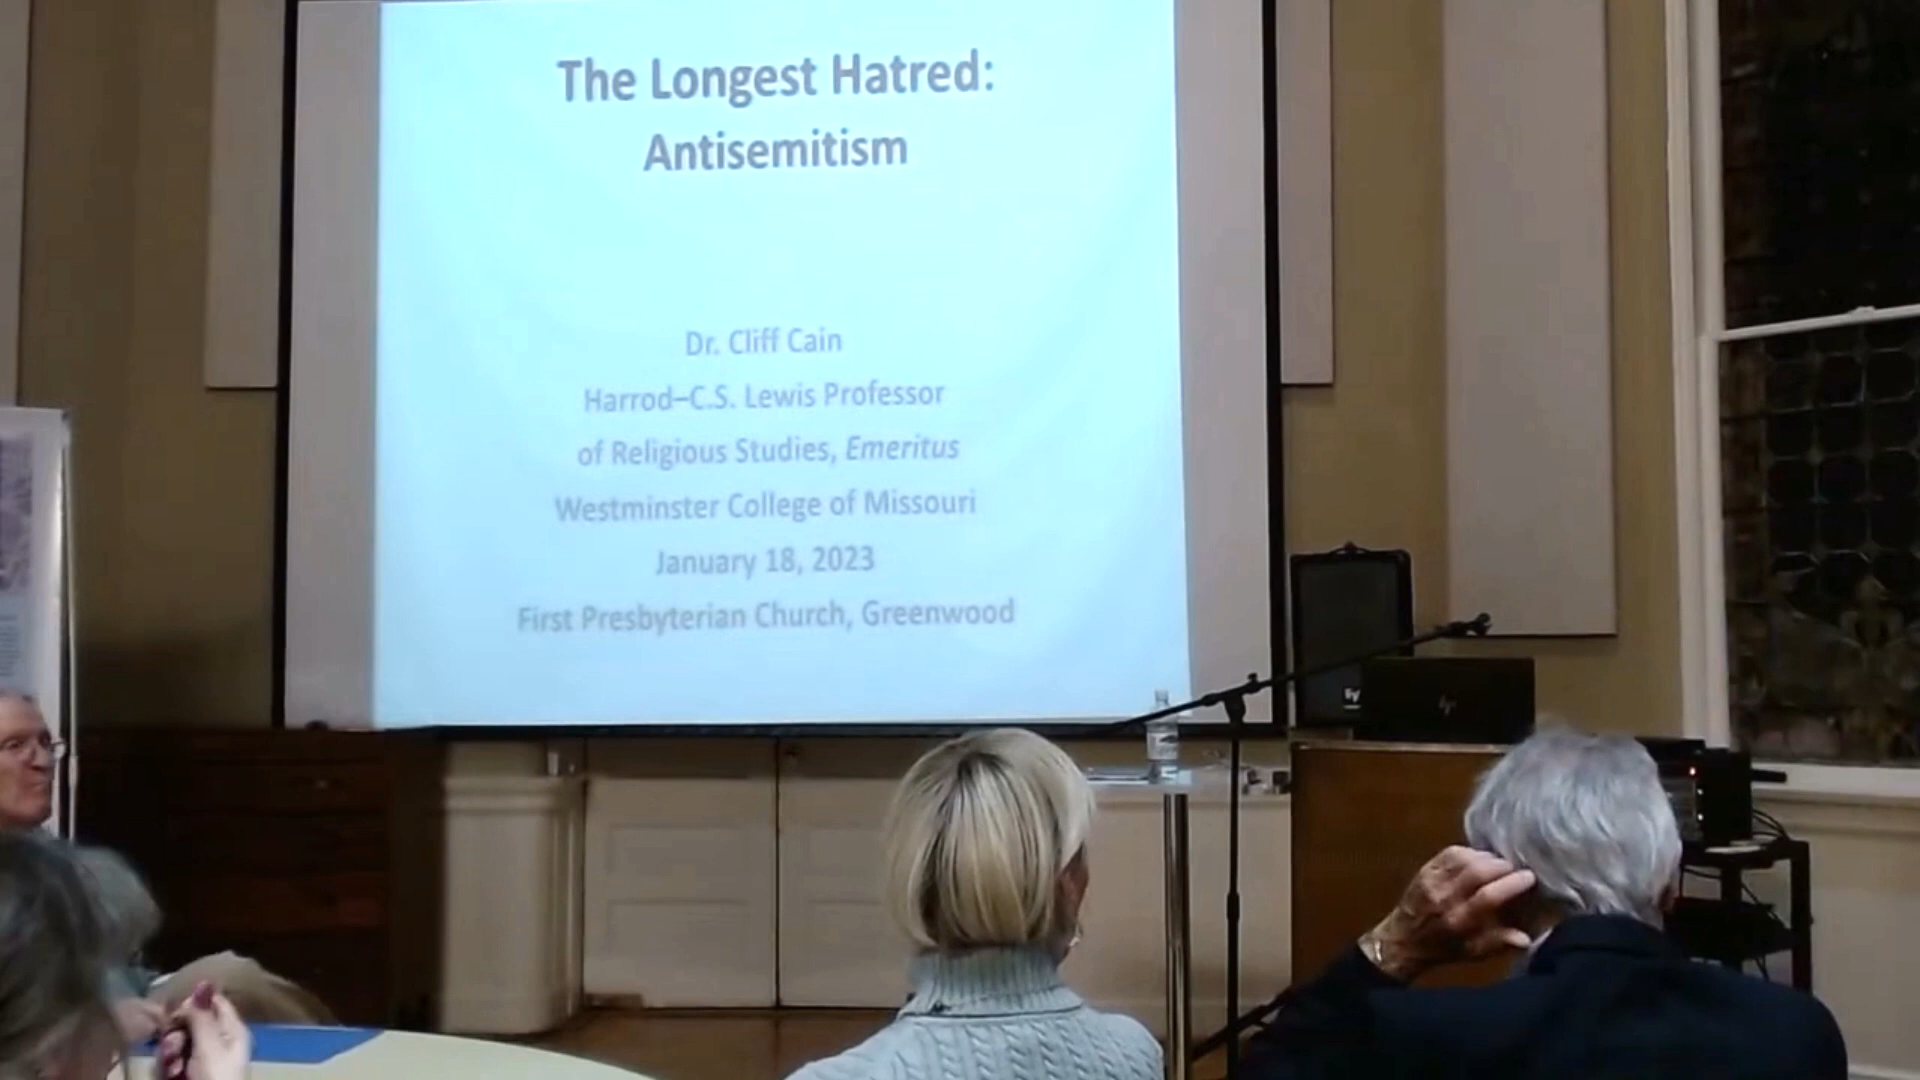 The Longest Hatred:
Antisemitism
Dr. Cliff Cain
Harrod–C.S. Lewis Professor
of Religious Studies, Emeritus
Westminster College of Missouri
January 18, 2023
First Presbyterian Church, Greenwood
hp